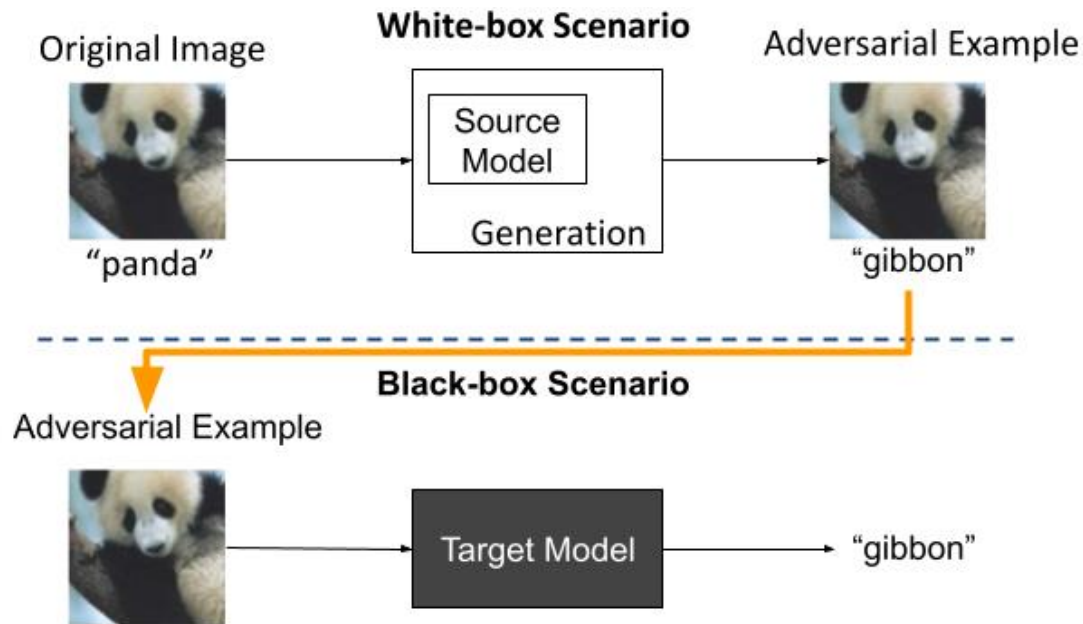 White-box Scenario
Original Image
Adversarial Example
Source
Model
Generation
“panda”
“gibbon”
Black-box Scenario
Adversarial Example
Target Model
“gibbon”